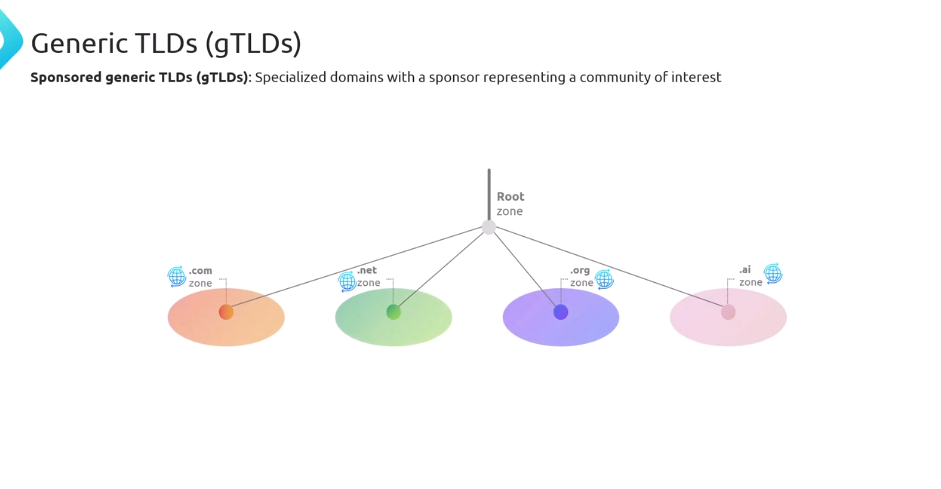 Generic TLDs (gTLDs)
Sponsored generic TLDs (gTLDs): Specialized domains with a sponsor representing a community of interest
Root
zone
.com
zone
.net
zone
.org
zone
.ai
zone